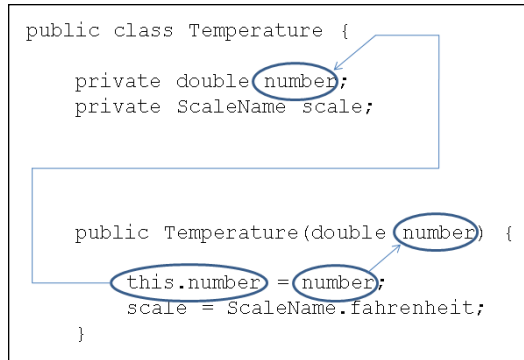 public class Temperature {
private double number;
private ScaleName scale;
public Temperature(double number) {
this.number = number;
scale = ScaleName.fahrenheit;
}